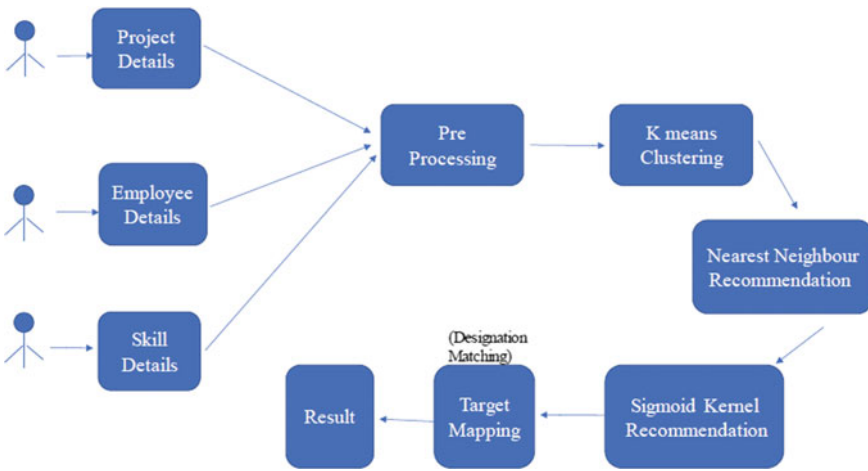 Project
Details
Pre
Processing
K means
Clustering
Employee
Details
Nearest Neighbour
Recommendation
Skill
Details
(Designation
Matching)
Result
Target
Mapping
Sigmoid Kernel
Recommendation